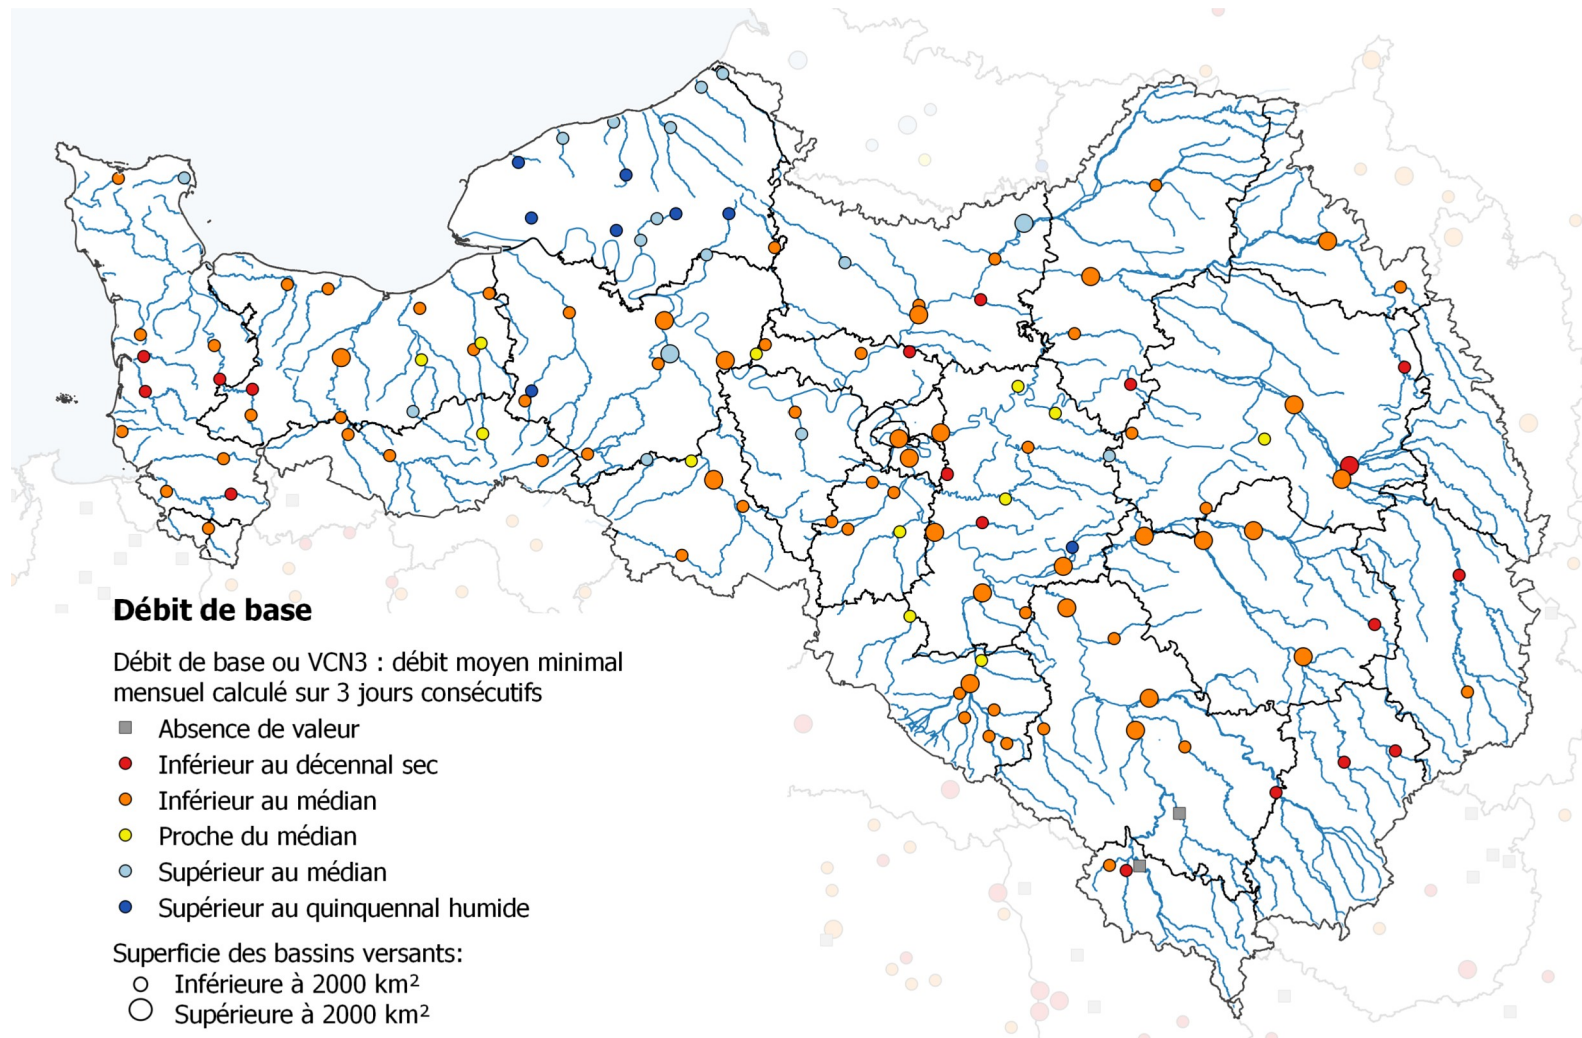 Débit de base
Débit de base ou VCN3 : débit moyen minimal
mensuel calculé sur 3 jours consécutifs
Absence de valeur
Inférieur au décennal sec
Inférieur au médian
Proche du médian
Supérieur au médian
Supérieur au quinquennal humide
Superficie des bassins versants:
Inférieure à 2000 km²
Supérieure à 2000 km²